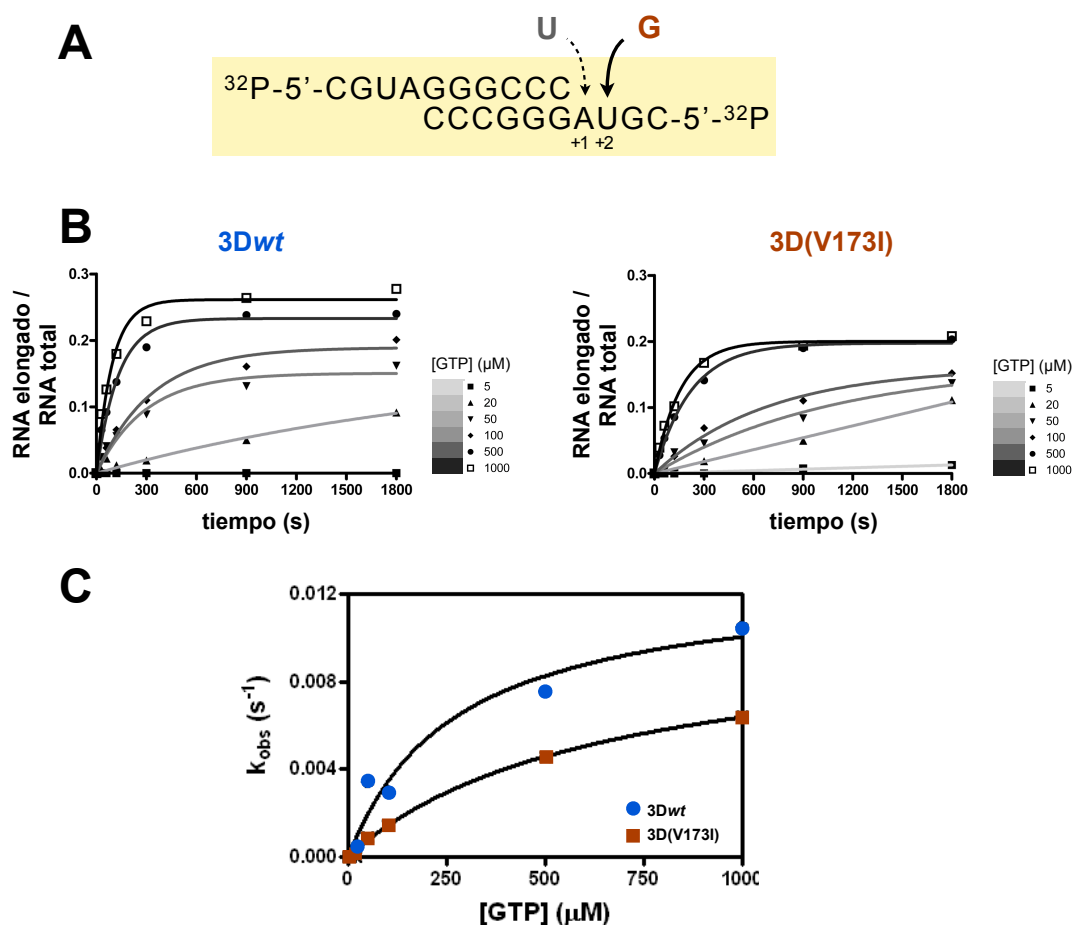 A
U G
32P-5’-CGUAGGGCCC
CCCGGGAUGC-5’-32P
+1 +2
B
3Dwt
RNA elongado /
RNA total
0.3
0.2
0.1
0.0
0 300 600 900 1200 1500 1800
tiempo (s)
[GTP] (µM)
5
20
50
100
500
1000
3D(V173I)
RNA elongado /
RNA total
0.3
0.2
0.1
0.0
0 300 600 900 1200 1500 1800
tiempo (s)
[GTP] (µM)
5
20
50
100
500
1000
C
kobs (s-1)
0.012
0.008
0.004
0.000
0 250 500 750 1000
[GTP] (µM)
3Dwt
3D(V173I)